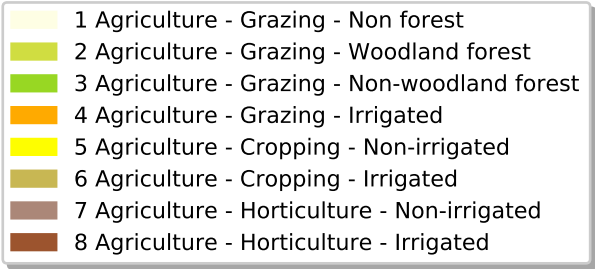 1 Agriculture - Grazing - Non forest
2 Agriculture - Grazing - Woodland forest
3 Agriculture - Grazing - Non-woodland forest
4 Agriculture - Grazing - Irrigated
5 Agriculture - Cropping - Non-irrigated
6 Agriculture - Cropping - Irrigated
7 Agriculture - Horticulture - Non-irrigated
8 Agriculture - Horticulture - Irrigated